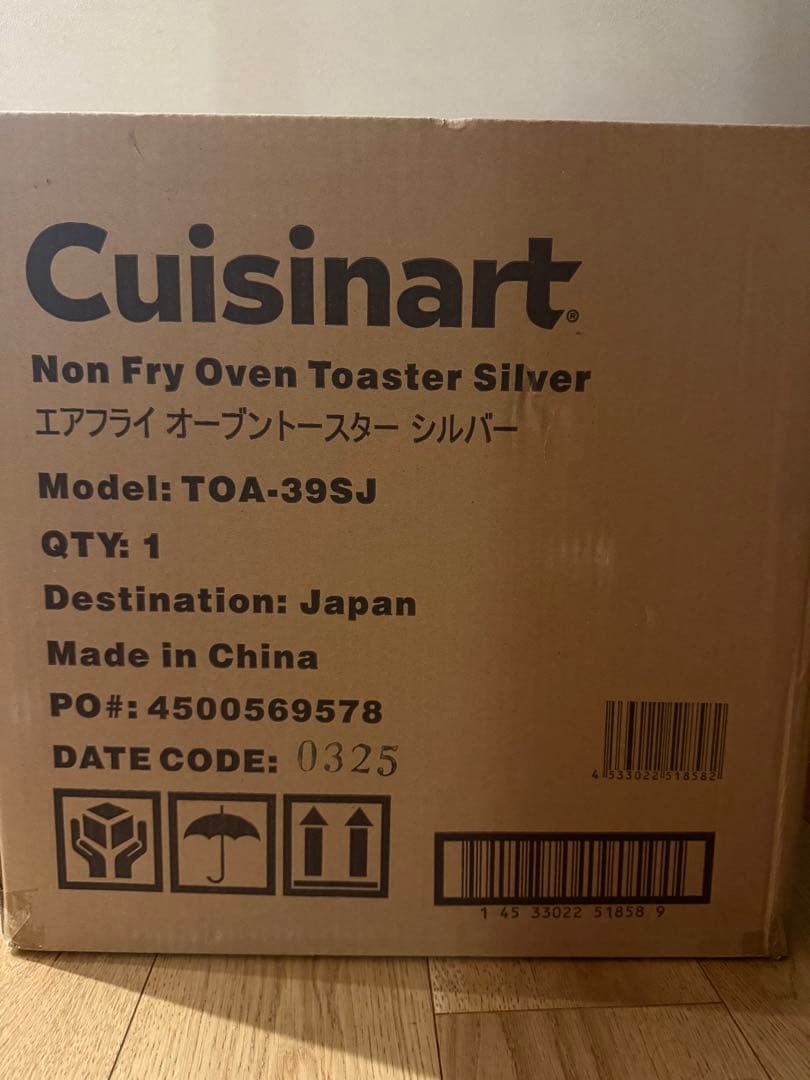 Cuisinart®
Non Fry Oven Toaster Silver
エアフライ オーブントースター シルバー
Model: TOA-39SJ
QTY: 1
Destination: Japan
Made in China
PO#: 4500569578
DATE CODE: 0325
4 533022 518582
1 45 33022 51858 9